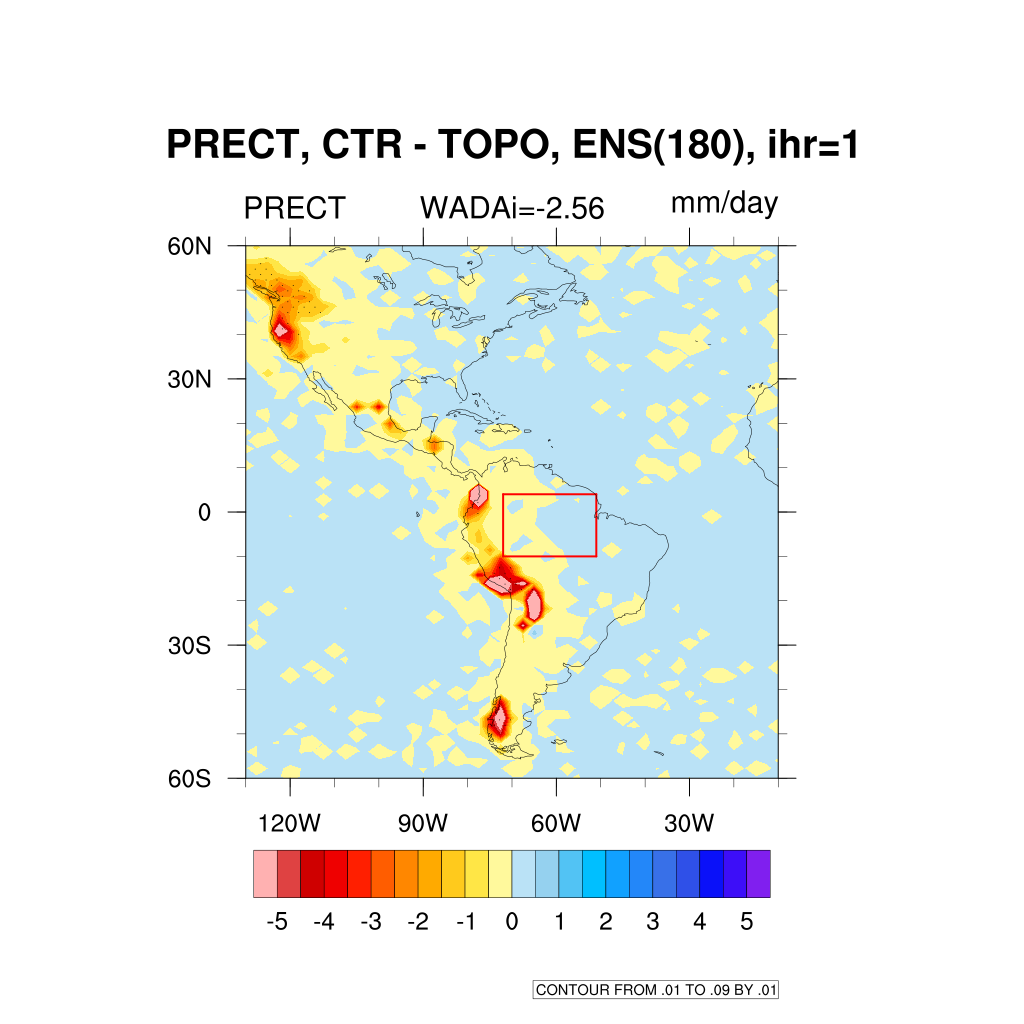 PRECT, CTR - TOPO, ENS(180), ihr=1
PRECT WADAi=-2.56 mm/day
60N
30N
0
30S
60S
120W 90W 60W 30W
-5 -4 -3 -2 -1 0 1 2 3 4 5
CONTOUR FROM .01 TO .09 BY .01